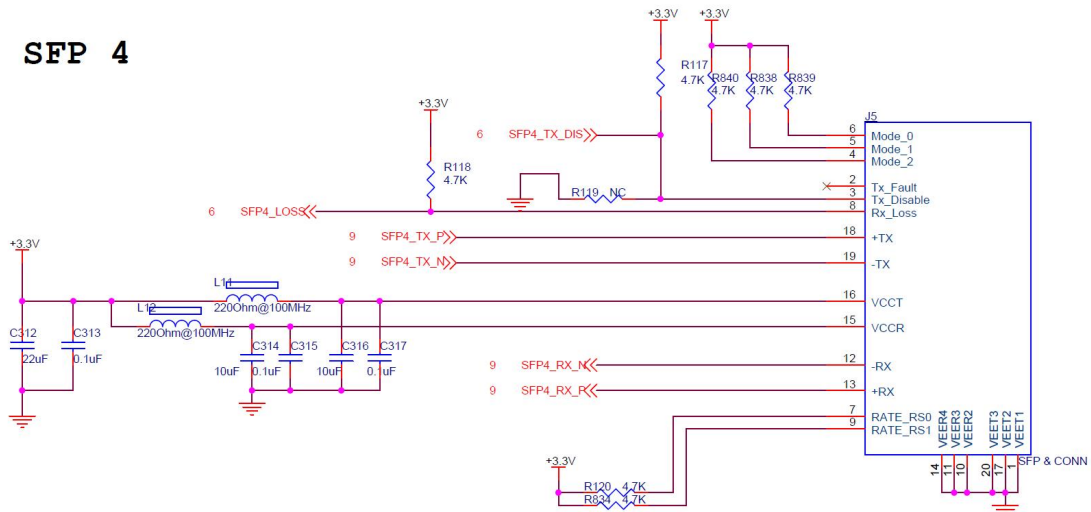 SFP 4
+3.3V
+3.3V
R117
4.7K
R840
4.7K
R838
4.7K
R839
4.7K
+3.3V
R118
4.7K
6 SFP4_TX_DIS
J5
6 Mode_0
5 Mode_1
4 Mode_2
2 Tx_Fault
R119 NC
3 Tx_Disable
6 SFP4_LOSS
8 Rx_Loss
9 SFP4_TX_P
18 +TX
9 SFP4_TX_N
19 -TX
+3.3V
L11
220Ohm@100MHz
16 VCCT
L12
220Ohm@100MHz
15 VCCR
C312
22uF
C313
0.1uF
C314
10uF
C315
0.1uF
C316
10uF
C317
0.1uF
9 SFP4_RX_N
12 -RX
9 SFP4_RX_P
13 +RX
7 RATE_RS0
9 RATE_RS1
VEER4
VEER3
VEER2
VEET3
VEET2
VEET1
14
11
10
20
17
1
SFP & CONN
+3.3V
R120 4.7K
R834 4.7K